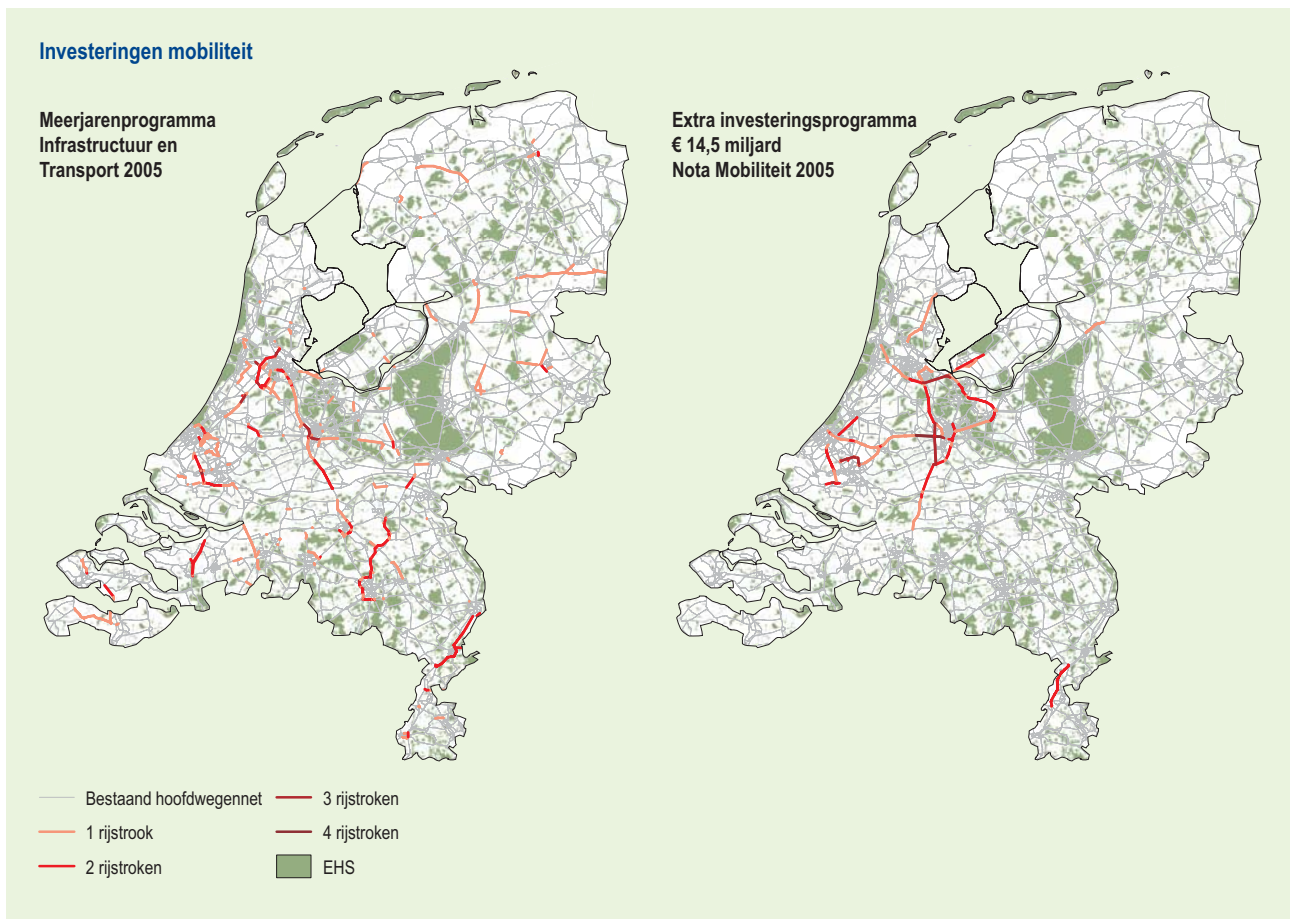 Investeringen mobiliteit
Meerjarenprogramma
Infrastructuur en
Transport 2005
Extra investeringsprogramma
€ 14,5 miljard
Nota Mobiliteit 2005
Bestaand hoofdwegennet
1 rijstrook
2 rijstroken
3 rijstroken
4 rijstroken
EHS